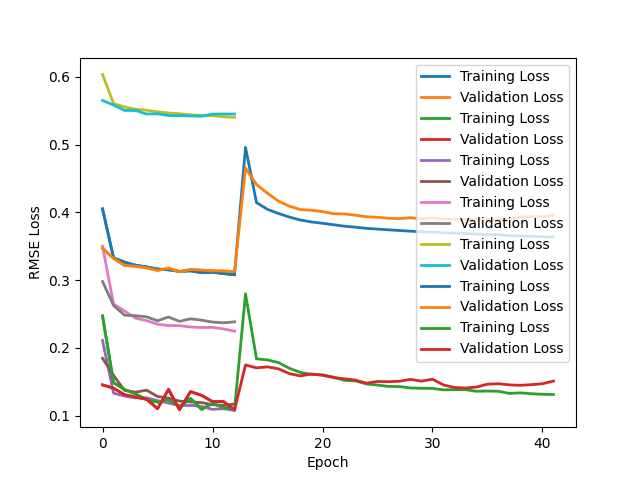 0.6
0.5
0.4
0.3
0.2
0.1
RMSE Loss
0
10
20
30
40
Epoch
Training Loss
Validation Loss
Training Loss
Validation Loss
Training Loss
Validation Loss
Training Loss
Validation Loss
Training Loss
Validation Loss
Training Loss
Validation Loss
Training Loss
Validation Loss